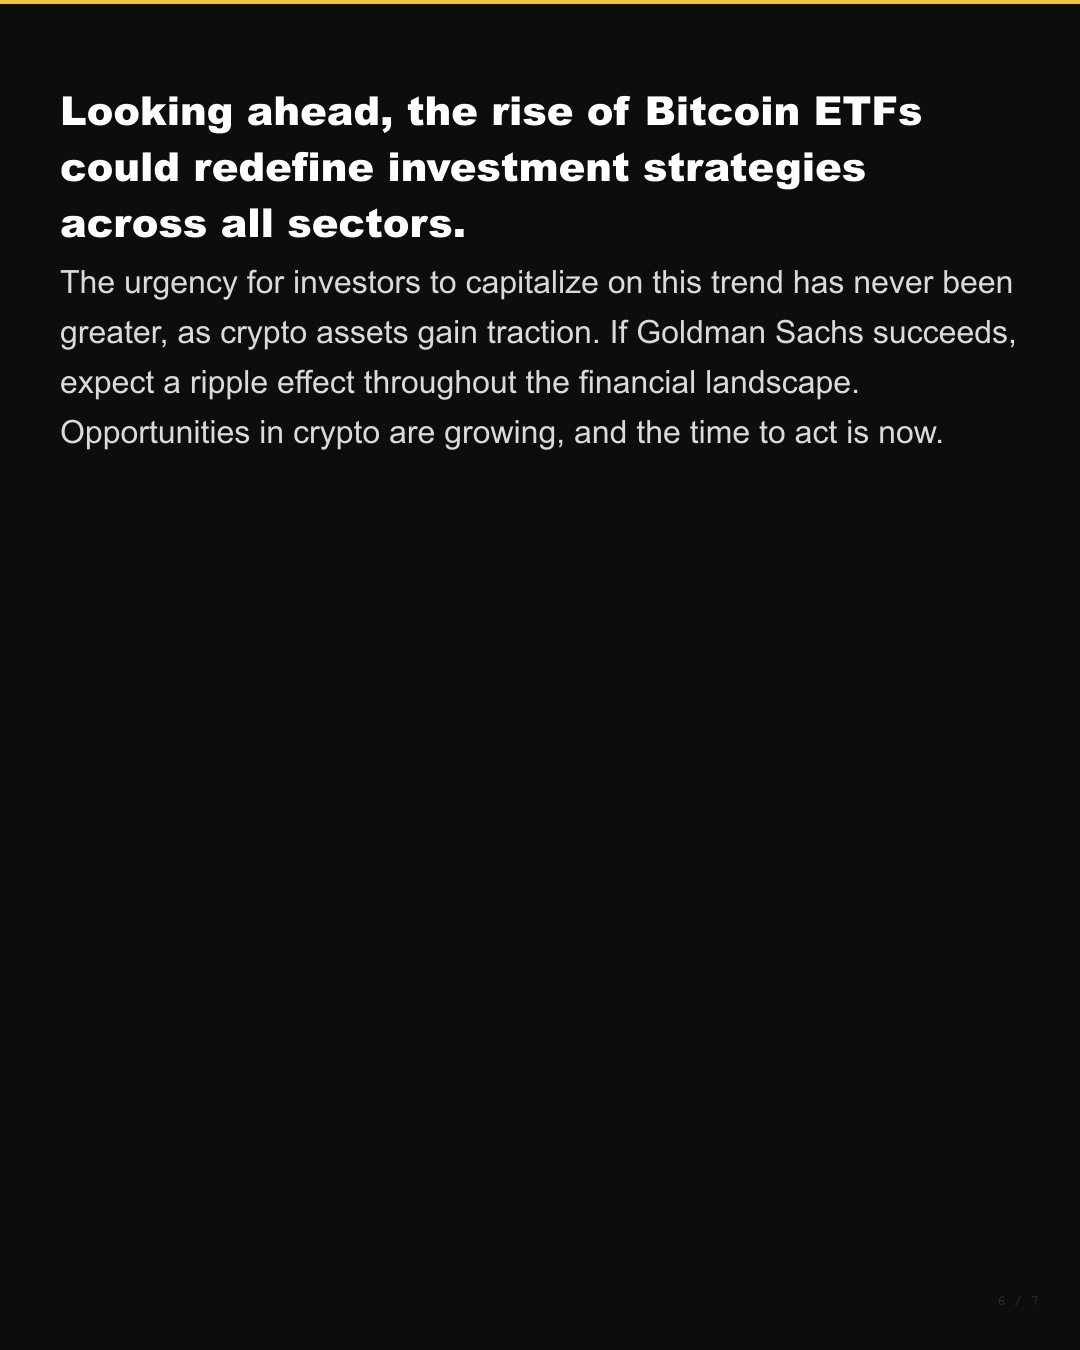 Looking ahead, the rise of Bitcoin ETFs
could redefine investment strategies
across all sectors.
The urgency for investors to capitalize on this trend has never been
greater, as crypto assets gain traction. If Goldman Sachs succeeds,
expect a ripple effect throughout the financial landscape.
Opportunities in crypto are growing, and the time to act is now.
6 / 7